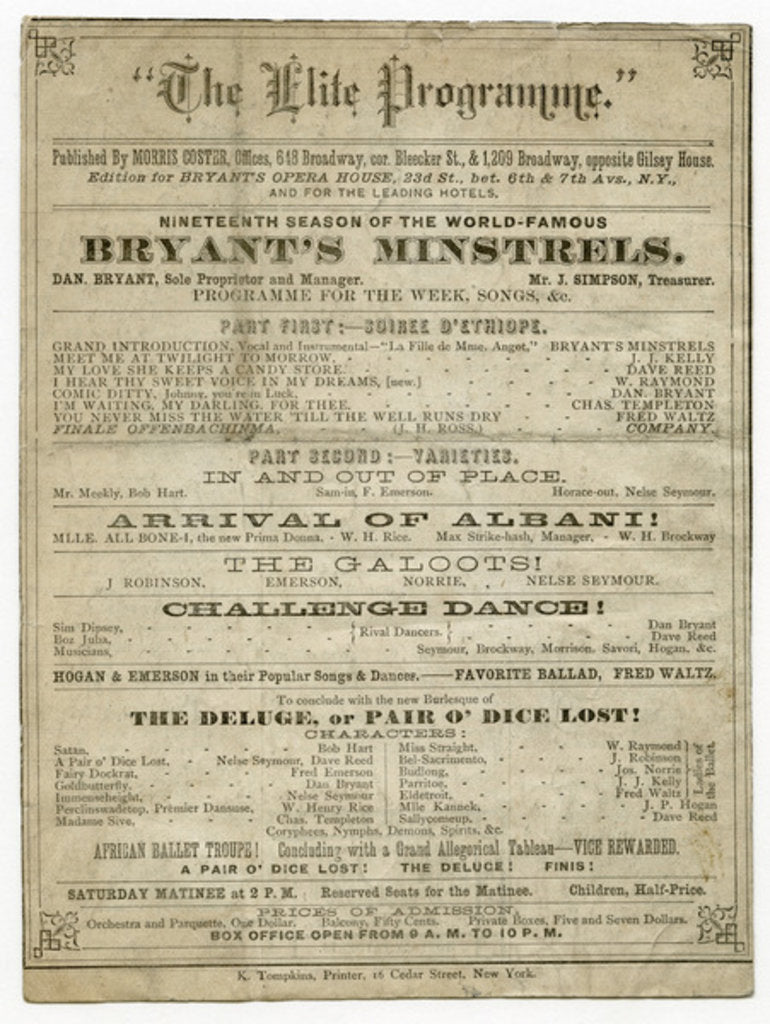 "The Elite Programme."
Published By MORRIS COSTER, Offices, 648 Broadway, cor. Bleecker St., & 1,209 Broadway, opposite Gilsey House.
Edition for BRYANT'S OPERA HOUSE, 23d St., bet. 6th & 7th Avs., N.Y.,
AND FOR THE LEADING HOTELS.
NINETEENTH SEASON OF THE WORLD-FAMOUS
BRYANT'S MINSTRELS.
DAN. BRYANT, Sole Proprietor and Manager. Mr. J. SIMPSON, Treasurer.
PROGRAMME FOR THE WEEK, SONGS, &c.
PART FIRST:—SOIREE D'ETHIOPE.
GRAND INTRODUCTION, Vocal and Instrumental—"La Fille de Mme. Angot," BRYANT'S MINSTRELS
MEET ME AT TWILIGHT TO MORROW. - - - - - - - J. J. KELLY
MY LOVE SHE KEEPS A CANDY STORE. - - - - - - - DAVE REED
I HEAR THY SWEET VOICE IN MY DREAMS, [new.] - - - - - W. RAYMOND
COMIC DITTY, Johnny, you're in Luck, - - - - - - - DAN. BRYANT
I'M WAITING, MY DARLING, FOR THEE. - - - - - CHAS. TEMPLETON
YOU NEVER MISS THE WATER 'TILL THE WELL RUNS DRY - - FRED WALTZ
FINALE OFFENBACHINMA, - - - (J. H. ROSS,) - - - COMPANY.
PART SECOND:—VARIETIES.
IN AND OUT OF PLACE.
Mr. Meekly, Bob Hart. Sam-in, F. Emerson. Horace-out, Nelse Seymour.
ARRIVAL OF ALBANI!
MLLE. ALL BONE-I, the new Prima Donna, - W. H. Rice. Max Strike-hash, Manager, - W. H. Brockway
THE GALOOTS!
J ROBINSON, EMERSON, NORRIE, NELSE SEYMOUR.
CHALLENGE DANCE!
Sim Dipsey, - - - - - { Rival Dancers. } - - - - - Dan Bryant
Boz Juba, - - - - - - - - - - Dave Reed
Musicians, - - - - - - Seymour, Brockway, Morrison, Savori, Hogan, &c.
HOGAN & EMERSON in their Popular Songs & Dances.——FAVORITE BALLAD, FRED WALTZ.
To conclude with the new Burlesque of
THE DELUGE, or PAIR O' DICE LOST!
CHARACTERS:
Satan, - - - - - - Bob Hart
A Pair o' Dice Lost, - Nelse Seymour, Dave Reed
Fairy Dockrat, - - - - Fred Emerson
Goldbutterfly, - - - - - Dan Bryant
Immenseheight, - - - - Nelse Seymour
Perclinswadetop, Premier Dansuse, - W. Henry Rice
Madame Sive, - - - - Chas. Templeton
Miss Straight, - - - - W. Raymond
Bel-Sacrimento, - - - - J. Robinson
Budlong, - - - - - Jos. Norrie
Parritoe, - - - - - J. J. Kelly
Eldetroit, - - - - - Fred Waltz
Mlle Kannek, - - - - J. P. Hogan
Sallycomeup, - - - - - Dave Reed
Ladies of the Ballet.
Coryphees, Nymphs, Demons, Spirits, &c.
AFRICAN BALLET TROUPE! Concluding with a Grand Allegorical Tableau—VICE REWARDED.
A PAIR O' DICE LOST! THE DELUGE! FINIS!
SATURDAY MATINEE at 2 P. M. Reserved Seats for the Matinee. Children, Half-Price.
PRICES OF ADMISSION,
Orchestra and Parquette, One Dollar. Balcony, Fifty Cents. Private Boxes, Five and Seven Dollars.
BOX OFFICE OPEN FROM 9 A. M. TO 10 P. M.
K. Tompkins, Printer, 16 Cedar Street, New York.